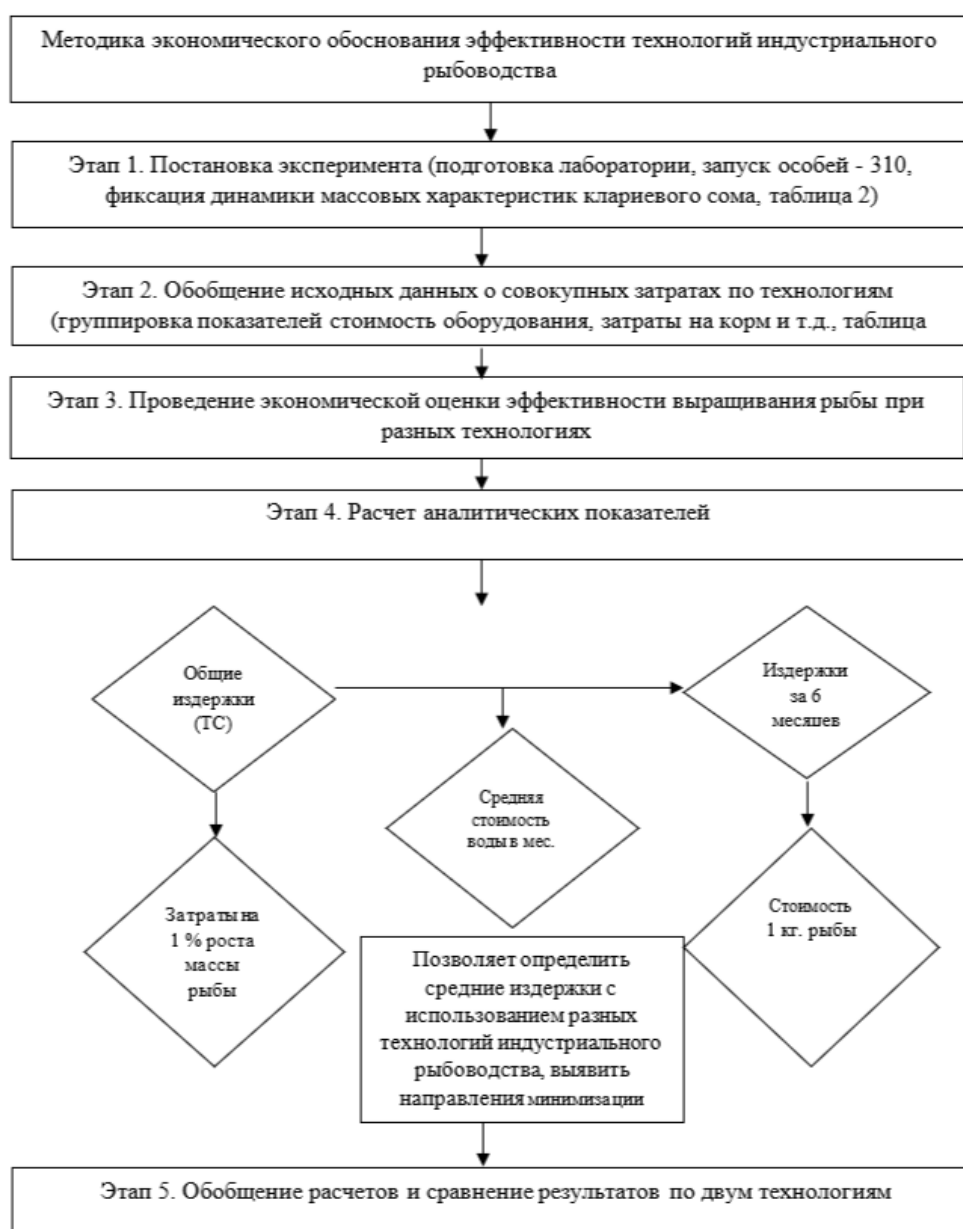 Методика экономического обоснования эффективности технологий индустриального
рыбоводства
Этап 1. Постановка эксперимента (подготовка лаборатории, запуск особей - 310,
фиксация динамики массовых характеристик клариевого сома, таблица 2)
Этап 2. Обобщение исходных данных о совокупных затратах по технологиям
(группировка показателей стоимость оборудования, затраты на корм и т.д., таблица
Этап 3. Проведение экономической оценки эффективности выращивания рыбы при
разных технологиях
Этап 4. Расчет аналитических показателей
Общие
издержки
(TC)
Издержки
за 6
месяцев
Средняя
стоимость
воды в мес.
Затраты на
1 % роста
массы
рыбы
Стоимость
1 кг. рыбы
Позволяет определить
средние издержки с
использованием разных
технологий индустриального
рыбоводства, выявить
направления минимизации
Этап 5. Обобщение расчетов и сравнение результатов по двум технологиям